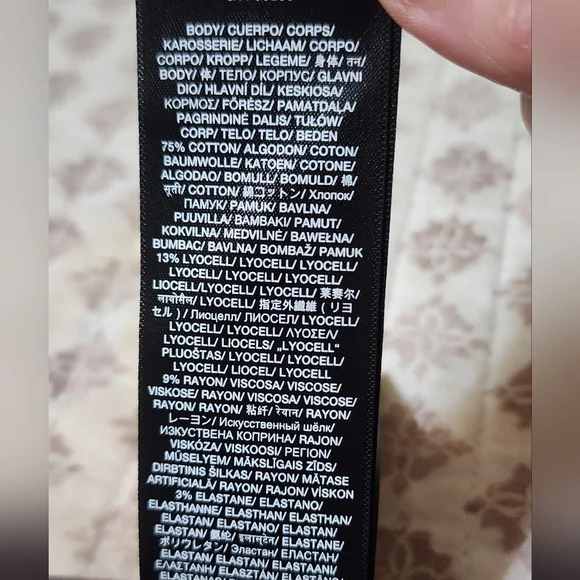 BODY/ CUERPO/ CORPS/
KAROSSERIE/ LICHAAM/ CORPO/
CORPO/ KROPP/ LEGEME/ 身体/ तन/
BODY/ 体/ ТЕЛО/ КОРПУС/ GLAVNI
DIO/ HLAVNÍ DÍL/ KESKIOSA/
ΚΟΡΜΟΣ/ FŐRÉSZ/ PAMATDAĻA/
PAGRINDINĖ DALIS/ TUŁÓW/
CORP/ TELO/ TELO/ BEDEN
75% COTTON/ ALGODON/ COTON/
BAUMWOLLE/ KATOEN/ COTONE/
ALGODAO/ BOMULL/ BOMULD/ 棉/
सूती/ COTTON/ 綿コットン/ Хлопок/
ПАМУК/ PAMUK/ BAVLNA/
PUUVILLA/ ΒΑΜΒΑΚΙ/ PAMUT/
KOKVILNA/ MEDVILNĖ/ BAWEŁNA/
BUMBAC/ BAVLNA/ BOMBAŽ/ PAMUK
13% LYOCELL/ LYOCELL/ LYOCELL/
LYOCELL/ LYOCELL/ LYOCELL/
LIOCELL/LYOCELL/ LYOCELL/ 莱赛尔/
लायोसैल/LYOCELL/ 指定外繊維 ( リヨ
セル ) / Лиоцелл/ ЛИОСЕЛ/ LYOCELL/
LYOCELL/ LYOCELL/ ΛΥΟΣΕΛ/
LYOCELL/ LIOCELS/ „LYOCELL“
PLUOŠTAS/ LYOCELL/ LYOCELL/
LYOCELL/ LIOCEL/ LYOCELL
9% RAYON/ VISCOSA/ VISCOSE/
VISKOSE/ RAYON/ VISCOSA/ VISCOSE/
RAYON/ RAYON/ 粘纤/ रेयान/ RAYON/
レーヨン/ Искусственный шёлк/
ИЗКУСТВЕНА КОПРИНА/ RAJON/
VISKÓZA/ VISKOOSI/ ΡΕΓΙΟΝ/
MŰSELYEM/ MĀKSLĪGAIS ZĪDS/
DIRBTINIS ŠILKAS/ RAYON/ MĂTASE
ARTIFICIALĂ/ RAYON/ RAJON/ VİSKON
3% ELASTANE/ ELASTANO/
ELASTHANNE/ ELASTHAN/ ELASTHAN/
ELASTAN/ ELASTANO/ ELASTAN/
ELASTAN/ 氨纶/ इलास्टेन/ ELASTANE/
ポリウレタン/ Эластан/ ЕЛАСТАН/
ELASTAN/ ELASTAN/ ELASTAANI/
ΕΛΑΣΤΑΝΗ/ ELASZTÁN/ ELASTĀNS/